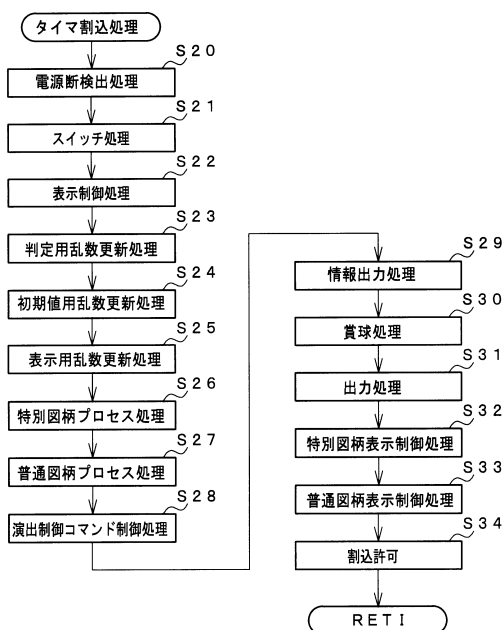 タイマ割込処理
S20
電源断検出処理
S21
スイッチ処理
S22
表示制御処理
S23
判定用乱数更新処理
S24
初期値用乱数更新処理
S25
表示用乱数更新処理
S26
特別図柄プロセス処理
S27
普通図柄プロセス処理
S28
演出制御コマンド制御処理
S29
情報出力処理
S30
賞球処理
S31
出力処理
S32
特別図柄表示制御処理
S33
普通図柄表示制御処理
S34
割込許可
RETI